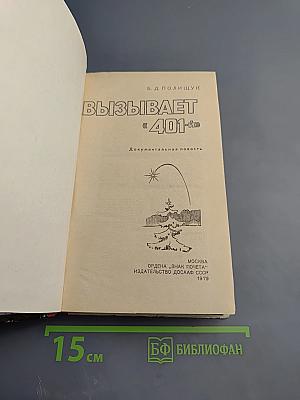 Б. Д. ПОЛИЩУК
ВЫЗЫВАЕТ
«401-й»
Документальная повесть
МОСКВА
ОРДЕНА „ЗНАК ПОЧЕТА"
ИЗДАТЕЛЬСТВО ДОСААФ СССР
1979
15 см
БФ БИБЛИОФАН